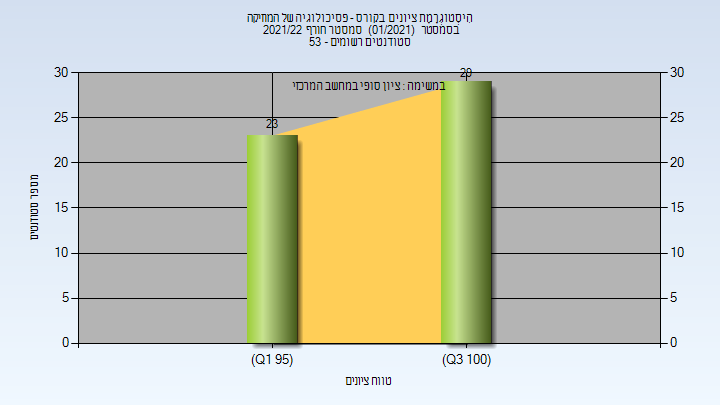 היסטוגרמת ציונים בקורס - פסיכולוגיה של המחיקה
בסמסטר (01/2021) סמסטר חורף 2021/22
סטודנטים רשומים - 53
במשימה : ציון סופי במחשב המרכזי
30
25
20
15
10
5
0
30
25
20
15
10
5
0
23
29
מספר סטודנטים
(Q1 95)
(Q3 100)
טווח ציונים